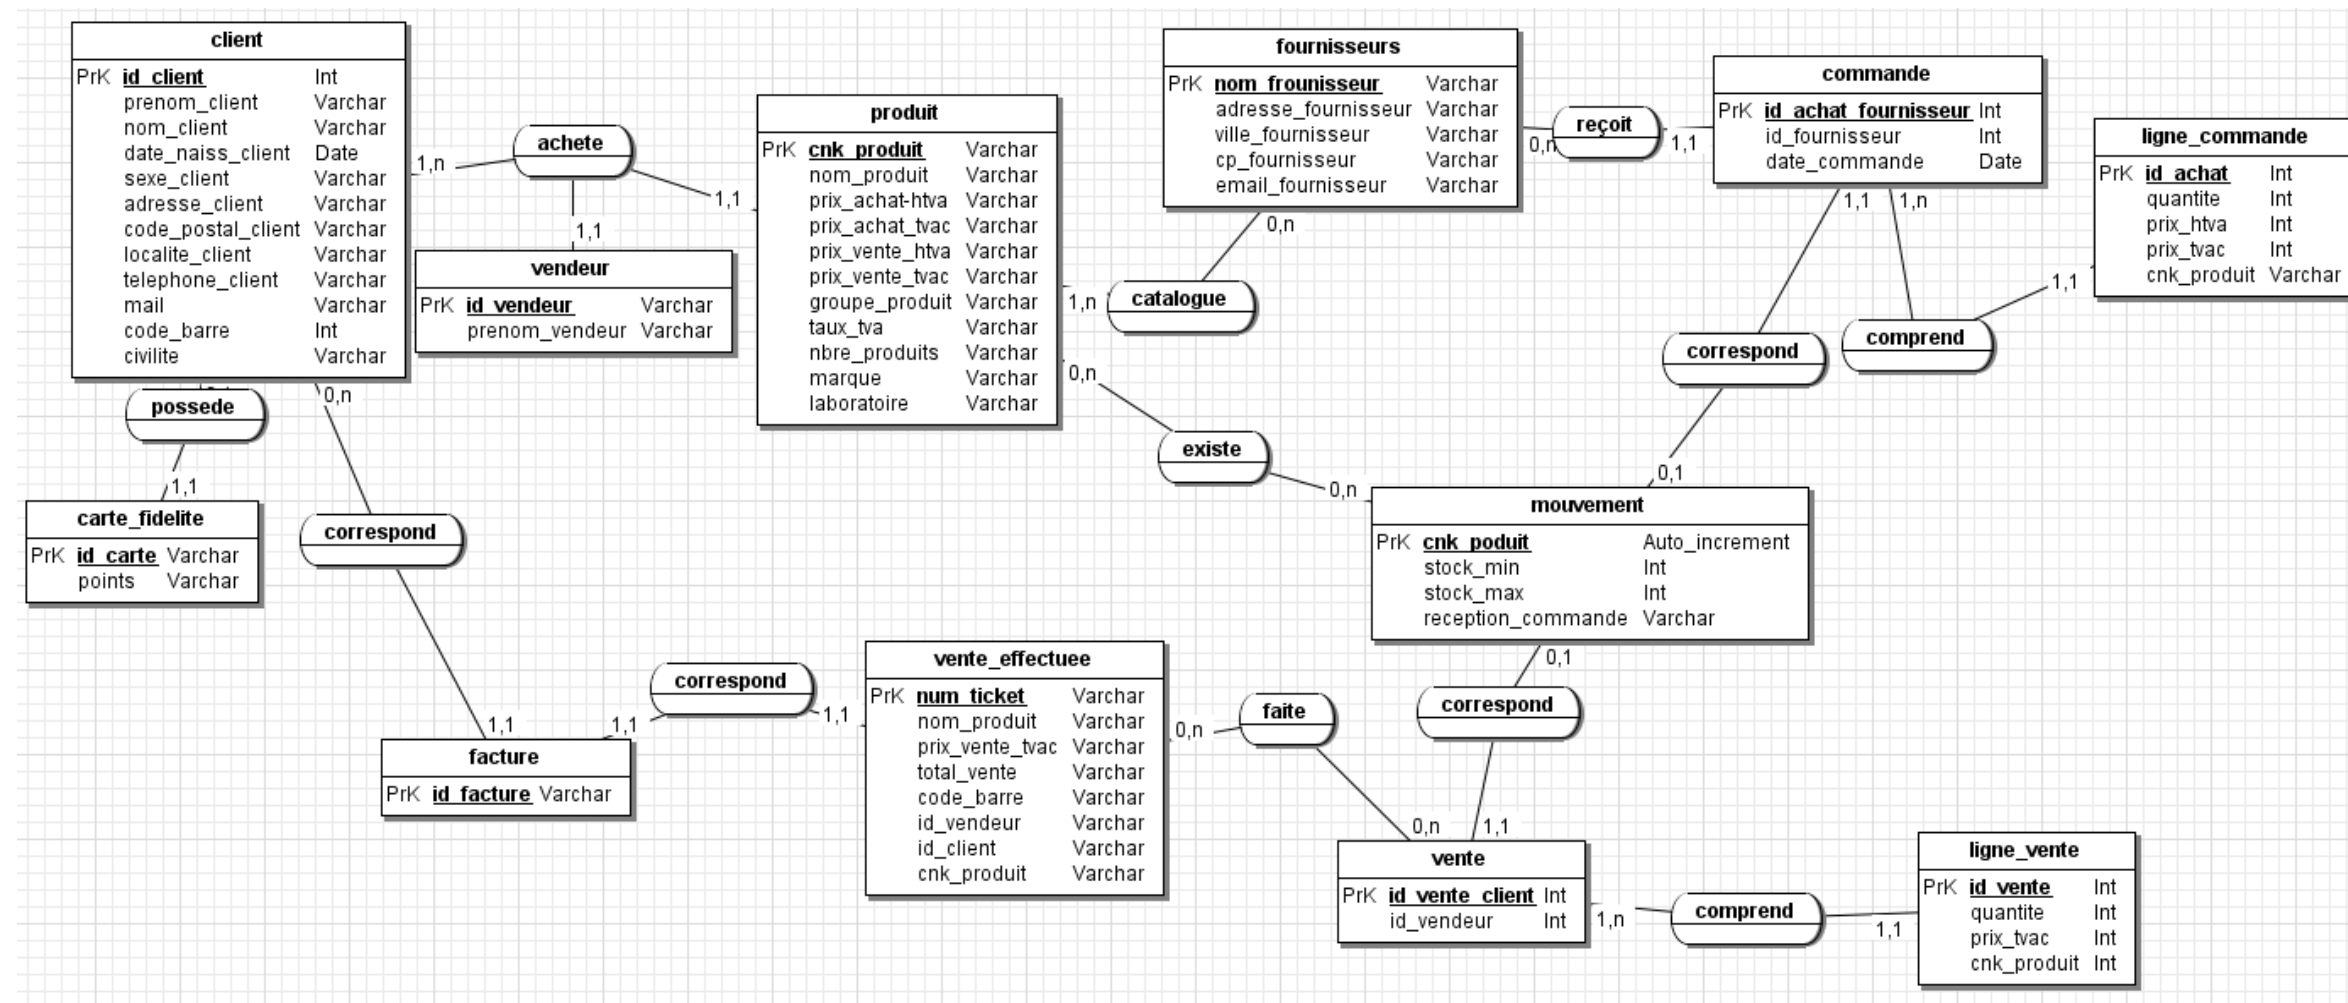 client
PrK id_client Int
prenom_client Varchar
nom_client Varchar
date_naiss_client Date
sexe_client Varchar
adresse_client Varchar
code_postal_client Varchar
localite_client Varchar
telephone_client Varchar
mail Varchar
code_barre Int
civilite Varchar
1,n
achete
1,1
1,1
vendeur
PrK id_vendeur Varchar
prenom_vendeur Varchar
produit
PrK cnk_produit Varchar
nom_produit Varchar
prix_achat-htva Varchar
prix_achat_tvac Varchar
prix_vente_htva Varchar
prix_vente_tvac Varchar
groupe_produit Varchar
taux_tva Varchar
nbre_produits Varchar
marque Varchar
laboratoire Varchar
fournisseurs
PrK nom_frounisseur Varchar
adresse_fournisseur Varchar
ville_fournisseur Varchar
cp_fournisseur Varchar
email_fournisseur Varchar
0,n
reçoit
1,1
commande
PrK id_achat_fournisseur Int
id_fournisseur Int
date_commande Date
ligne_commande
PrK id_achat Int
quantite Int
prix_htva Int
prix_tvac Int
cnk_produit Varchar
0,n
catalogue
1,n
1,1
1,n
1,1
correspond
comprend
0,n
existe
0,n
0,1
possede
1,1
0,n
carte_fidelite
PrK id_carte Varchar
points Varchar
correspond
mouvement
PrK cnk_poduit Auto_increment
stock_min Int
stock_max Int
reception_commande Varchar
1,1
facture
PrK id_facture Varchar
1,1
correspond
1,1
vente_effectuee
PrK num_ticket Varchar
nom_produit Varchar
prix_vente_tvac Varchar
total_vente Varchar
code_barre Varchar
id_vendeur Varchar
id_client Varchar
cnk_produit Varchar
0,n
faite
0,n
0,1
correspond
1,1
vente
PrK id_vente_client Int
id_vendeur Int
1,n
comprend
1,1
ligne_vente
PrK id_vente Int
quantite Int
prix_tvac Int
cnk_produit Int